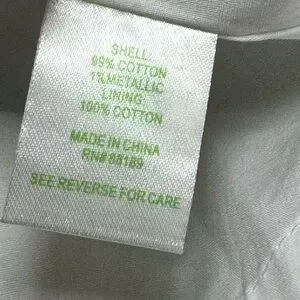 SHELL:
99% COTTON
1% METALLIC
LINING:
100% COTTON
MADE IN CHINA
RN# 88189
SEE REVERSE FOR CARE